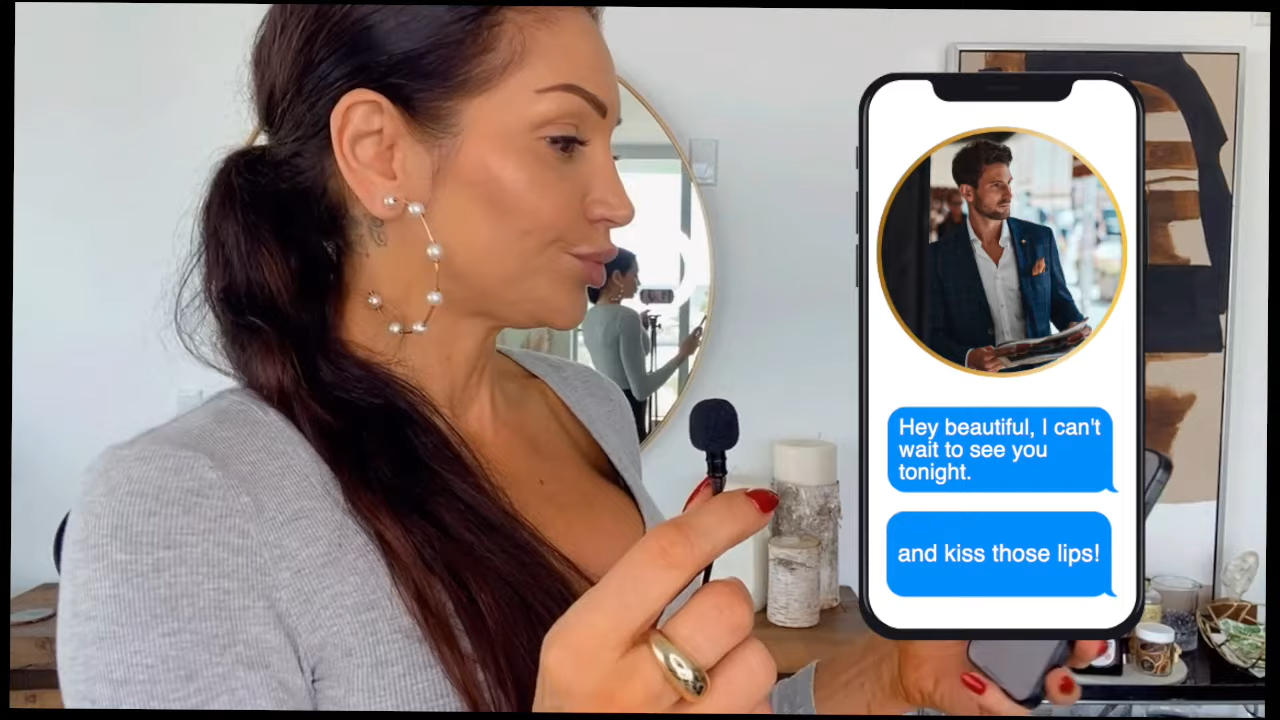 Hey beautiful, I can't
wait to see you
tonight.
and kiss those lips!